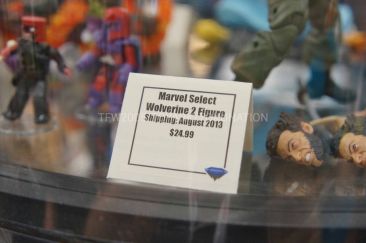 Marvel Select
Wolverine 2 Figure
Shipping: August 2013
$24.99